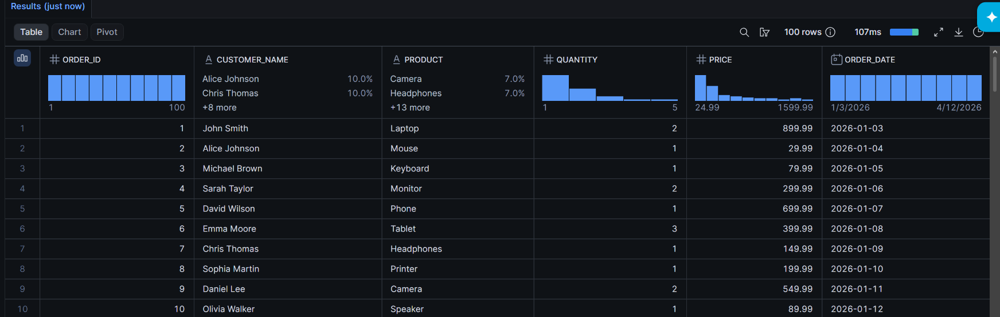 Results (just now)
Table Chart Pivot 100 rows 107ms
ORDER_ID CUSTOMER_NAME PRODUCT QUANTITY PRICE ORDER_DATE
Alice Johnson 10.0% Camera 7.0%
Chris Thomas 10.0% Headphones 7.0%
1 100 +8 more +13 more 1 5 24.99 1599.99 1/3/2026 4/12/2026
1 1 John Smith Laptop 2 899.99 2026-01-03
2 2 Alice Johnson Mouse 1 29.99 2026-01-04
3 3 Michael Brown Keyboard 1 79.99 2026-01-05
4 4 Sarah Taylor Monitor 2 299.99 2026-01-06
5 5 David Wilson Phone 1 699.99 2026-01-07
6 6 Emma Moore Tablet 3 399.99 2026-01-08
7 7 Chris Thomas Headphones 1 149.99 2026-01-09
8 8 Sophia Martin Printer 1 199.99 2026-01-10
9 9 Daniel Lee Camera 2 549.99 2026-01-11
10 10 Olivia Walker Speaker 1 89.99 2026-01-12